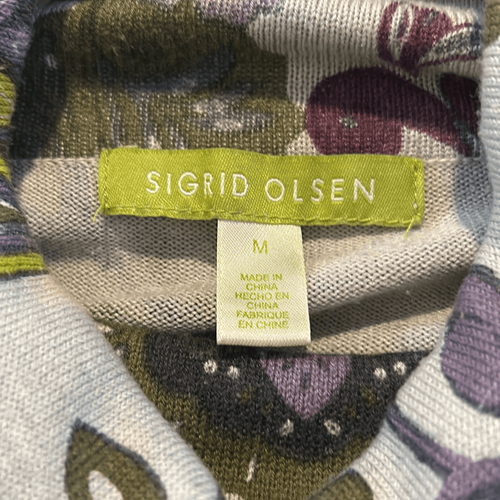 SIGRID OLSEN
M
MADE IN
CHINA
HECHO EN
CHINA
FABRIQUE
EN CHINE